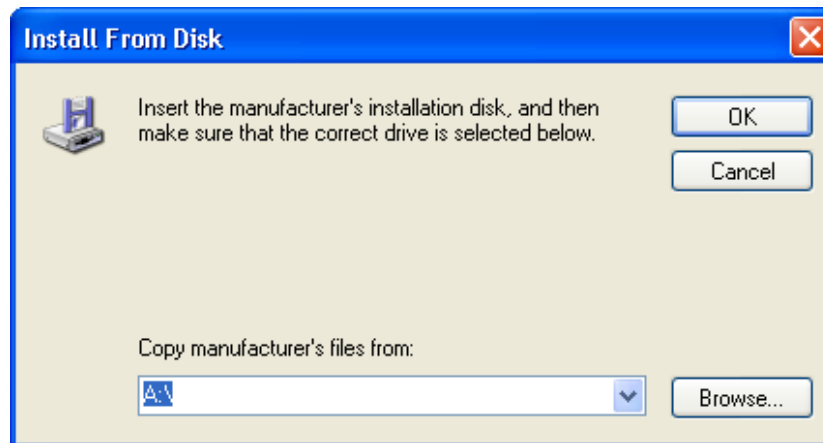 Install From Disk
Insert the manufacturer's installation disk, and then
make sure that the correct drive is selected below.
OK
Cancel
Copy manufacturer's files from:
A:\
Browse...